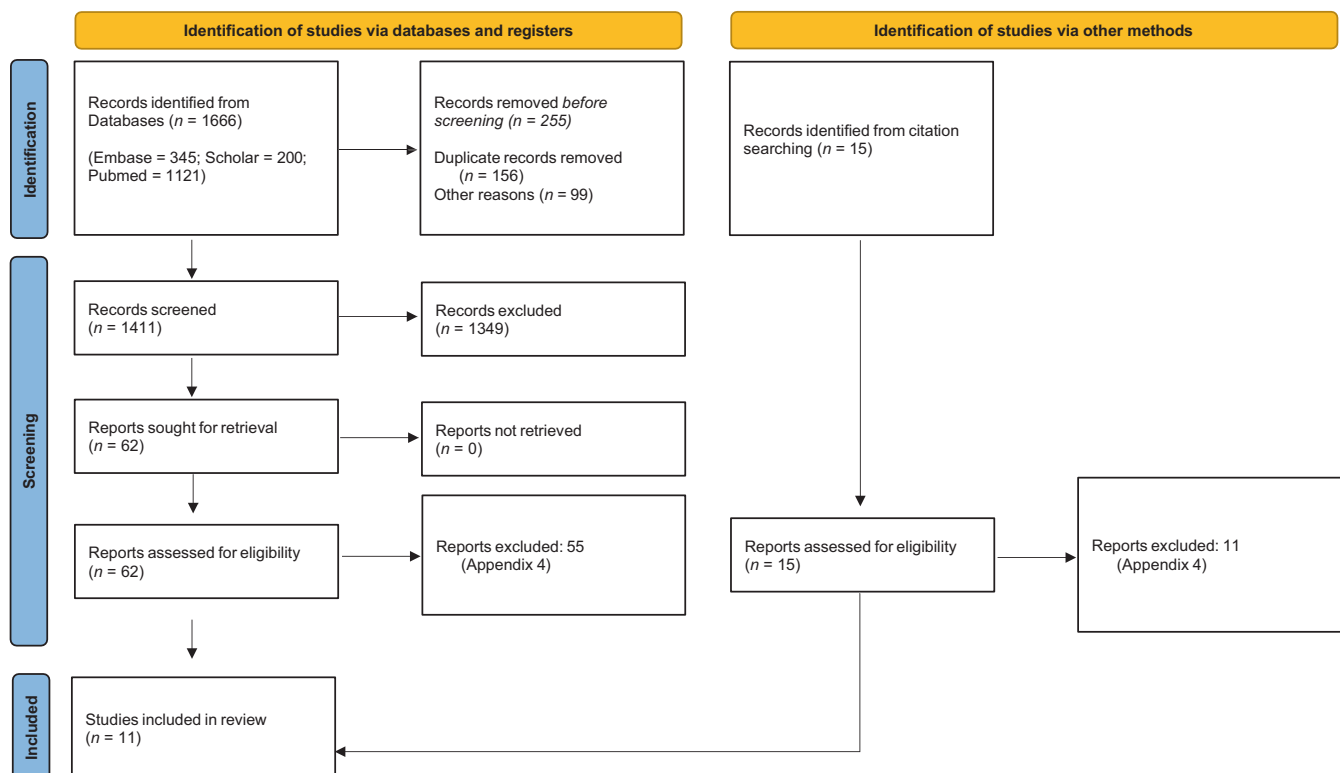 Identification of studies via databases and registers
Identification of studies via other methods
Identification
Records identified from
Databases (n = 1666)
(Embase = 345; Scholar = 200;
Pubmed = 1121)
Records removed before
screening (n = 255)
Duplicate records removed
(n = 156)
Other reasons (n = 99)
Records identified from citation
searching (n = 15)
Screening
Records screened
(n = 1411)
Records excluded
(n = 1349)
Reports sought for retrieval
(n = 62)
Reports not retrieved
(n = 0)
Reports assessed for eligibility
(n = 62)
Reports excluded: 55
(Appendix 4)
Reports assessed for eligibility
(n = 15)
Reports excluded: 11
(Appendix 4)
Included
Studies included in review
(n = 11)